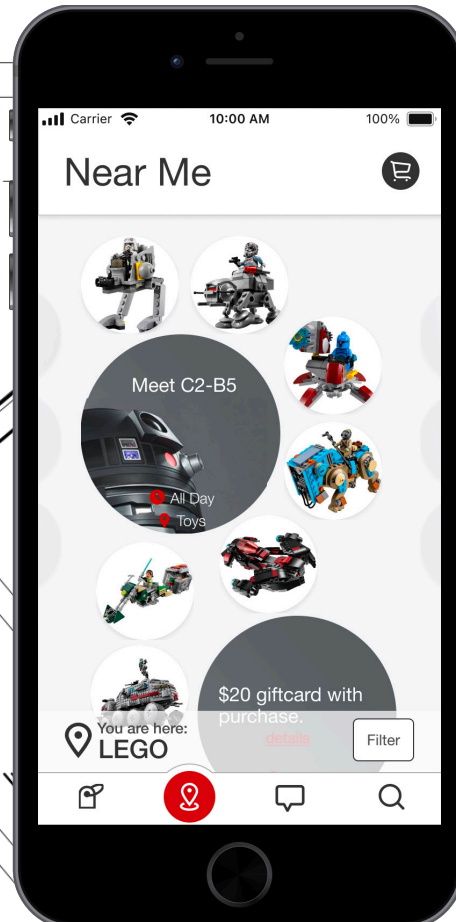 Carrier
10:00 AM
100%
Near Me
Meet C2-B5
All Day
Toys
$20 giftcard with
purchase.
details
You are here:
LEGO
Filter